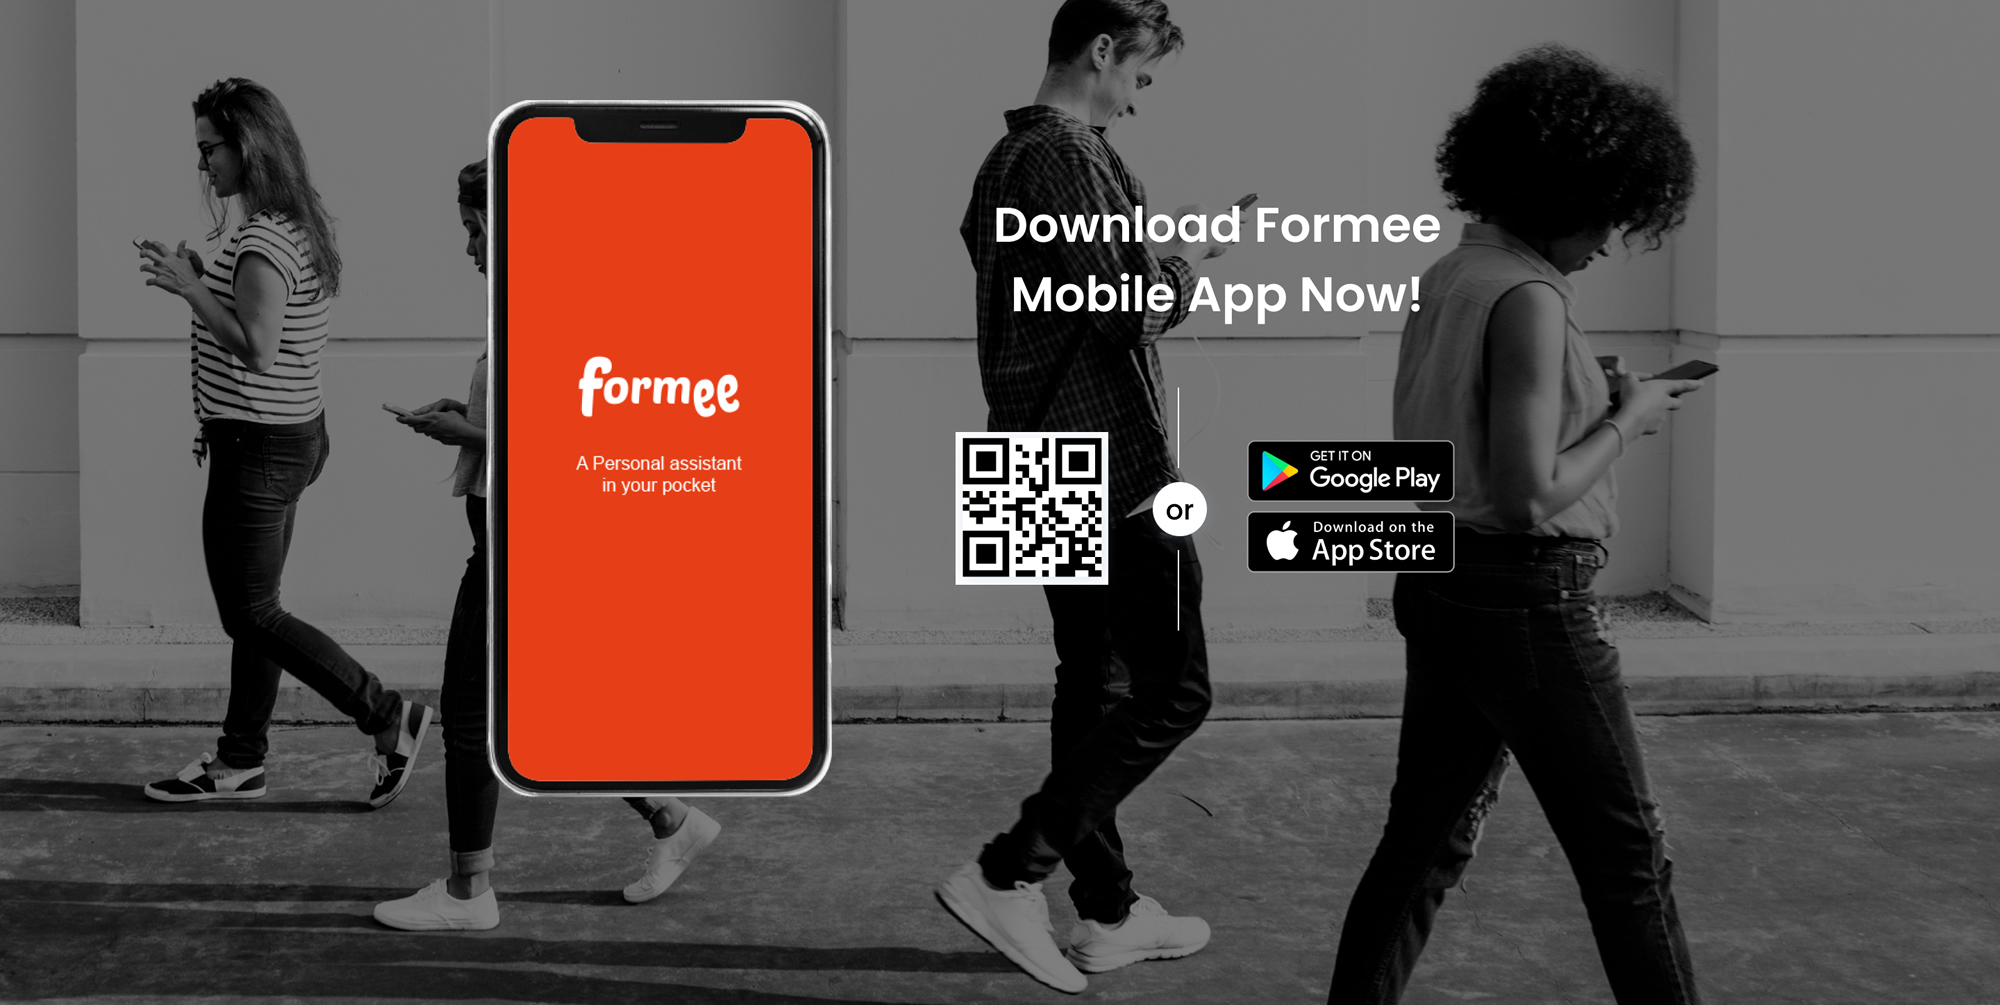 formee
A Personal assistant
in your pocket
Download Formee
Mobile App Now!
or
GET IT ON
Google Play
Download on the
App Store